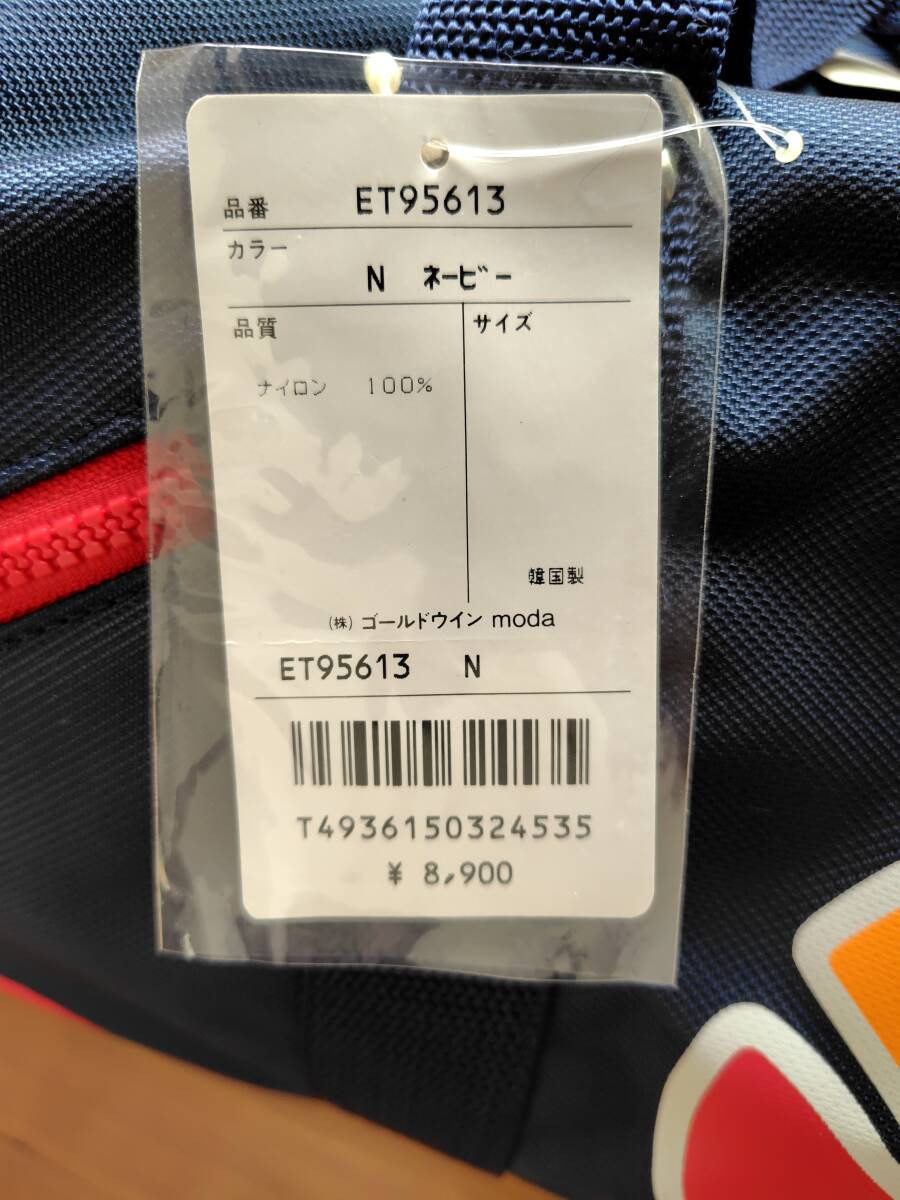 品番 ET95613
カラー
N ネービー
品質 サイズ
ナイロン 100%
韓国製
(株) ゴールドウイン moda
ET95613 N
T4936150324535
¥ 8,900